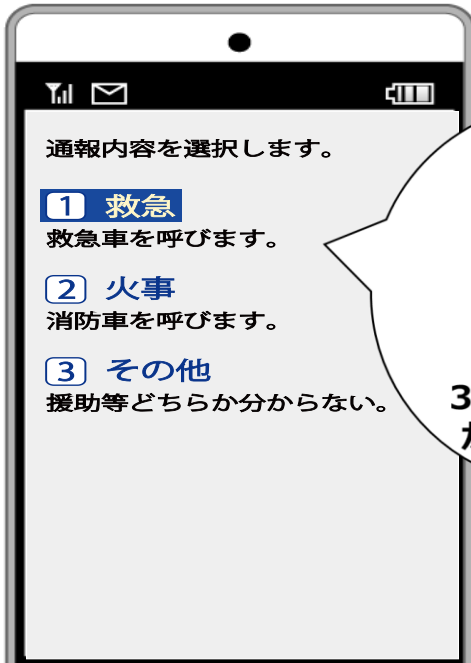 通報内容を選択します。
1 救急
救急車を呼びます。
2 火事
消防車を呼びます。
3 その他
援助等どちらか分からない。
3